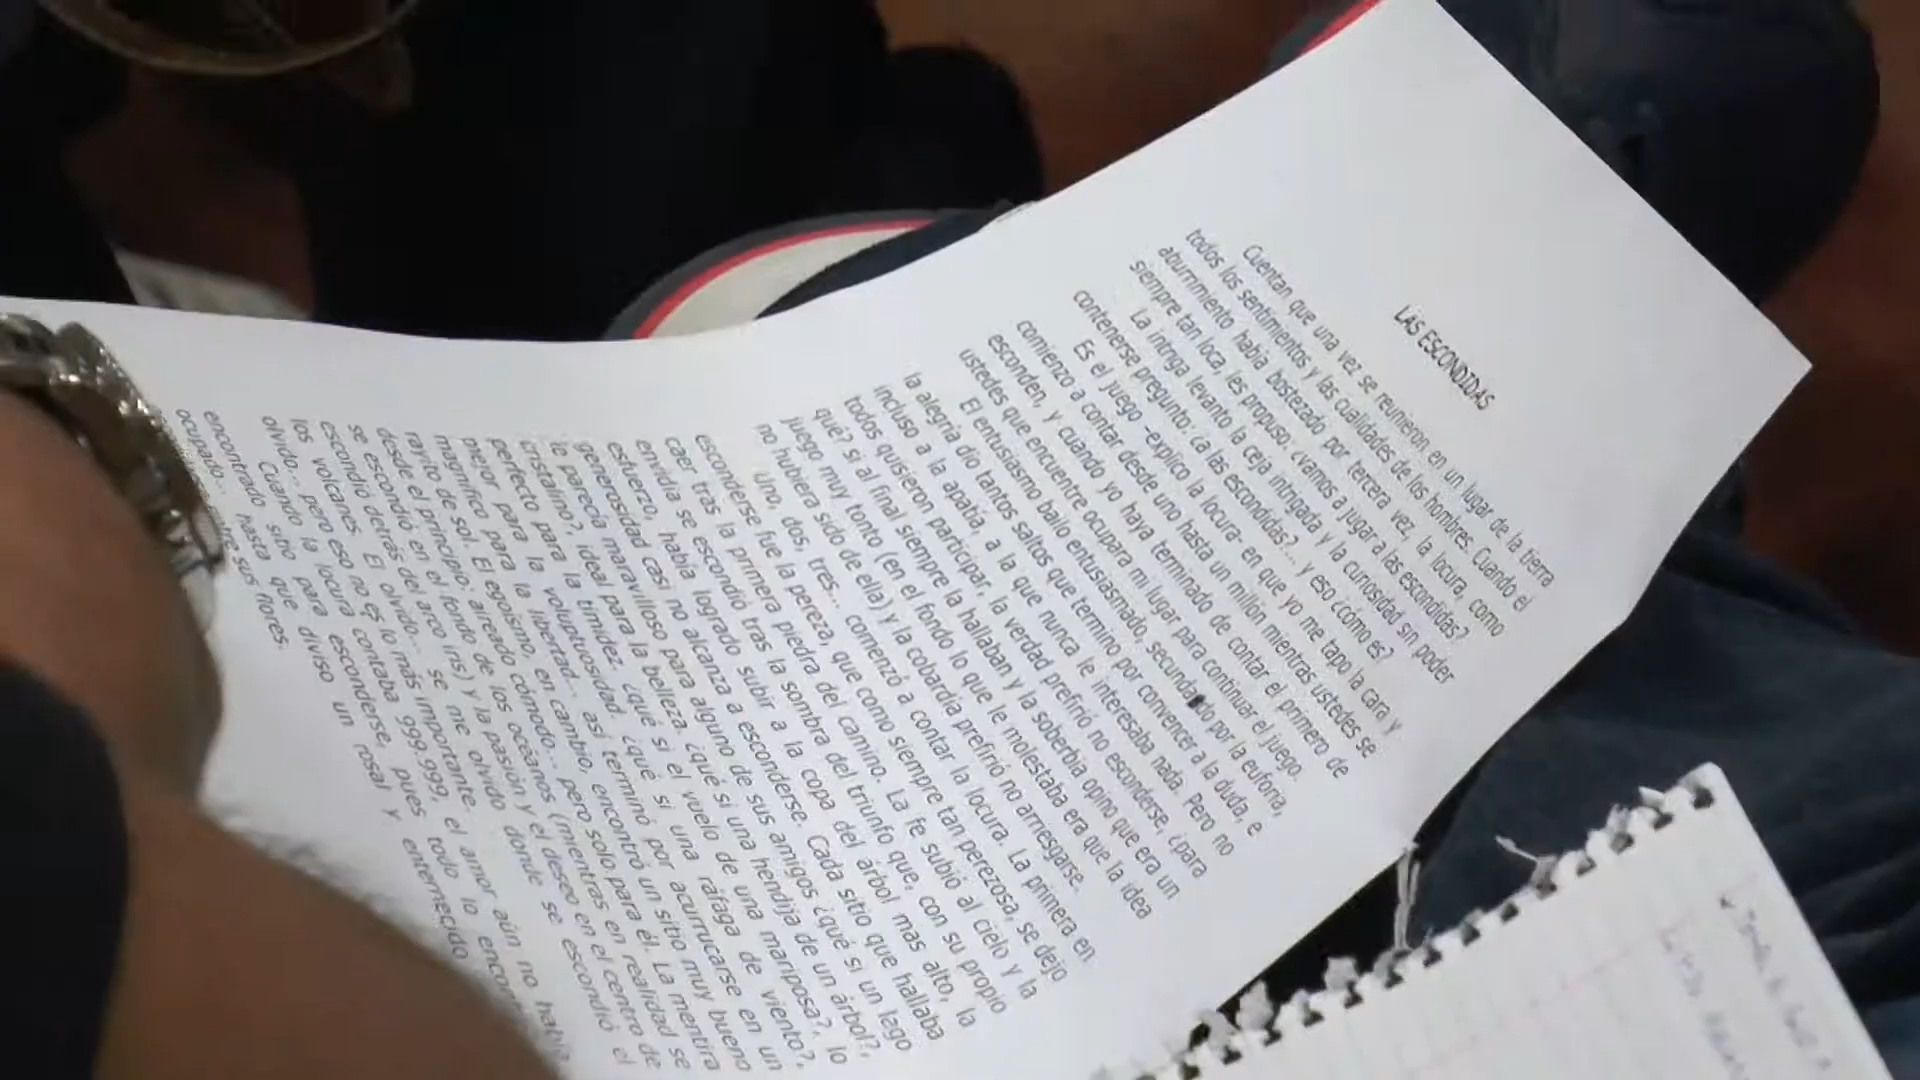 LAS ESCONDIDAS
Cuentan que una vez se reunieron en un lugar de la tierra
todos los sentimientos y las cualidades de los hombres. Cuando el
aburrimiento había bostezado por tercera vez, la locura, como
siempre tan loca, les propuso: ¿vamos a jugar a las escondidas?
La intriga levanto la ceja intrigada y la curiosidad sin poder
contenerse pregunto: ¿a las escondidas?... y eso ¿cómo es?
Es el juego -explico la locura- en que yo me tapo la cara y
comienzo a contar desde uno hasta un millón mientras ustedes se
esconden, y cuando yo haya terminado de contar el primero de
ustedes que encuentre ocupara mi lugar para continuar el juego.
El entusiasmo bailo entusiasmado, secundado por la euforia,
la alegría dio tantos saltos que termino por convencer a la duda, e
incluso a la apatía, a la que nunca le interesaba nada. Pero no
todos quisieron participar, la verdad prefirió no esconderse, ¿para
qué? si al final siempre la hallaban y la soberbia opino que era un
juego muy tonto (en el fondo lo que le molestaba era que la idea
no hubiera sido de ella) y la cobardía prefirió no arriesgarse.
Uno, dos, tres... comenzó a contar la locura. La primera en
esconderse fue la pereza, que como siempre tan perezosa, se dejo
caer tras la primera piedra del camino. La fe subió al cielo y la
envidia se escondió tras la sombra del triunfo que, con su propio
esfuerzo, había logrado subir a la copa del árbol mas alto, la
generosidad casi no alcanza a esconderse. Cada sitio que hallaba
le parecía maravilloso para alguno de sus amigos ¿qué si un lago
cristalino?, ideal para la belleza. ¿qué si una hendija de un árbol?,
perfecto para la timidez. ¿qué si el vuelo de una mariposa?, lo
mejor para la voluptuosidad. ¿qué si una ráfaga de viento?,
magnifico para la libertad... así terminó por acurrucarse en un
rayito de sol. El egoísmo, en cambio, encontró un sitio muy bueno
desde el principio: aireado, cómodo... pero solo para él. La mentira
se escondió en el fondo de los océanos (mientras en realidad se
escondió detrás del arco iris) y la pasión y el deseo en el centro de
los volcanes. El olvido... se me olvido donde se escondió el
olvido... pero eso no es lo más importante.
Cuando la locura contaba 999.999, el amor aún no había
encontrado sitio para esconderse, pues todo lo
ocupado... hasta que diviso un rosal y enternecido
sus flores.